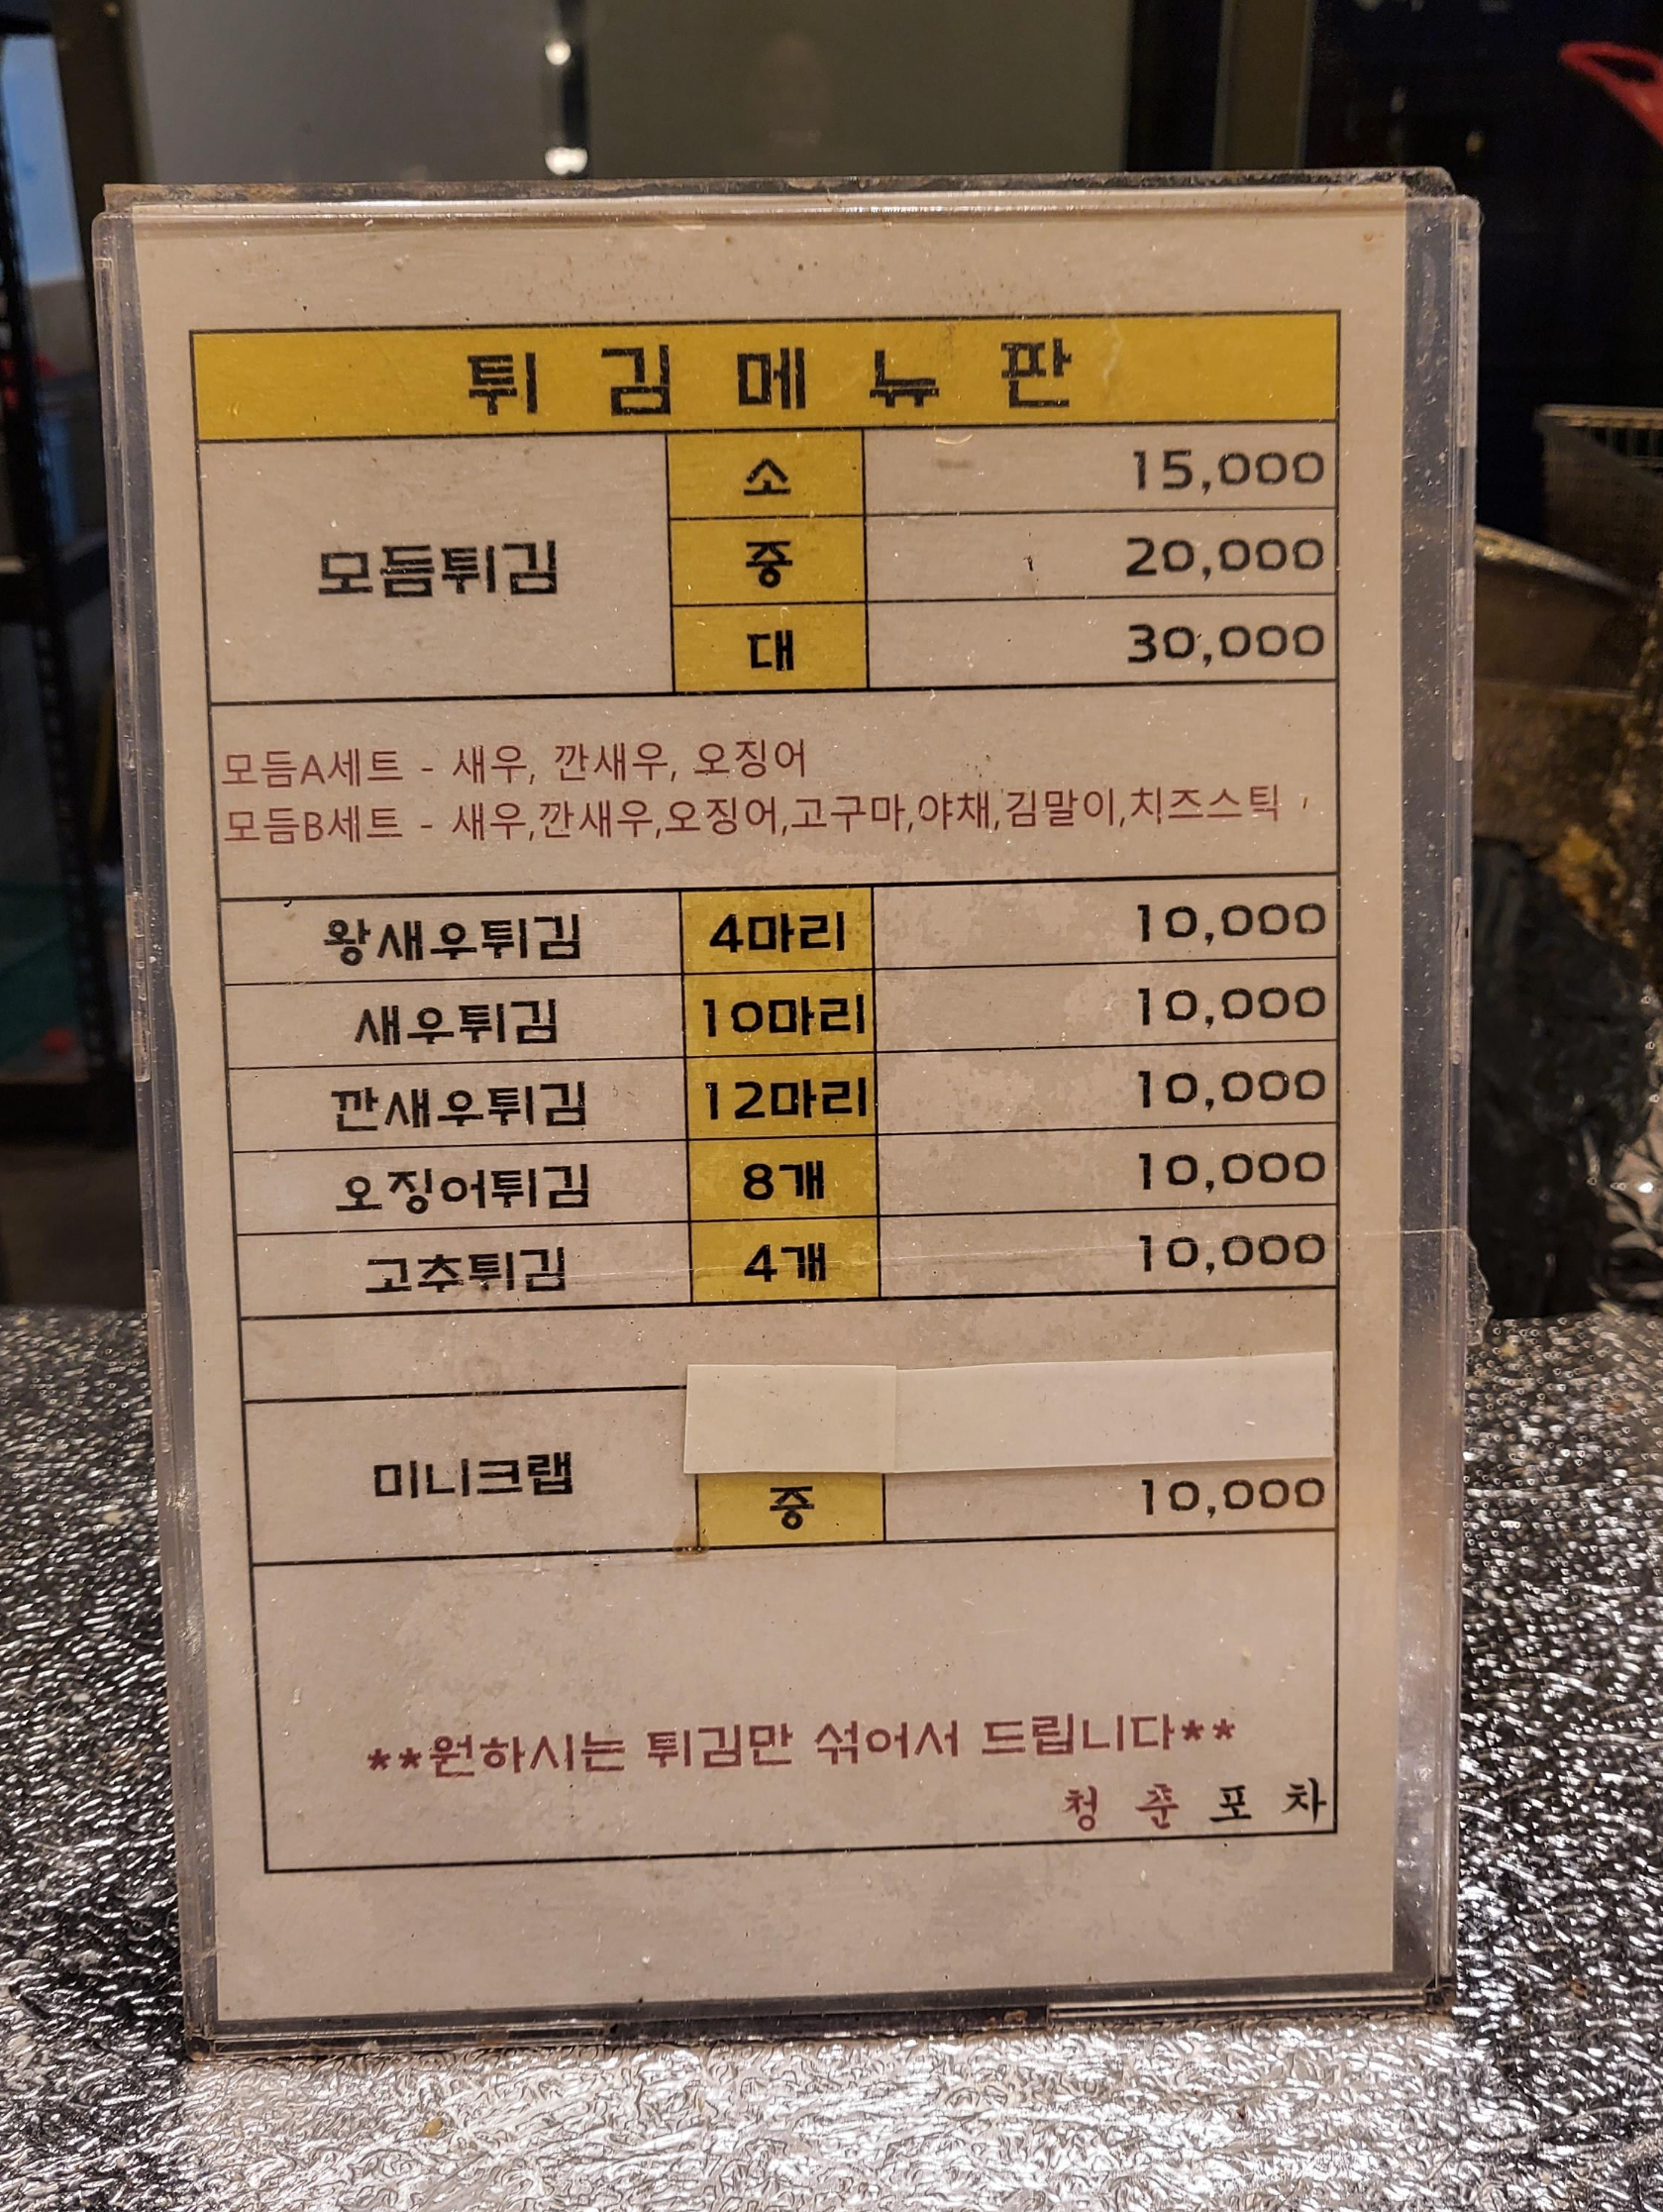 튀김메뉴판
모듬튀김
소 15,000
중 20,000
대 30,000
모듬A세트 - 새우, 깐새우, 오징어
모듬B세트 - 새우,깐새우,오징어,고구마,야채,김말이,치즈스틱
왕새우튀김 4마리 10,000
새우튀김 10마리 10,000
깐새우튀김 12마리 10,000
오징어튀김 8개 10,000
고추튀김 4개 10,000
미니크랩
중 10,000
**원하시는 튀김만 섞어서 드립니다**
청춘포차